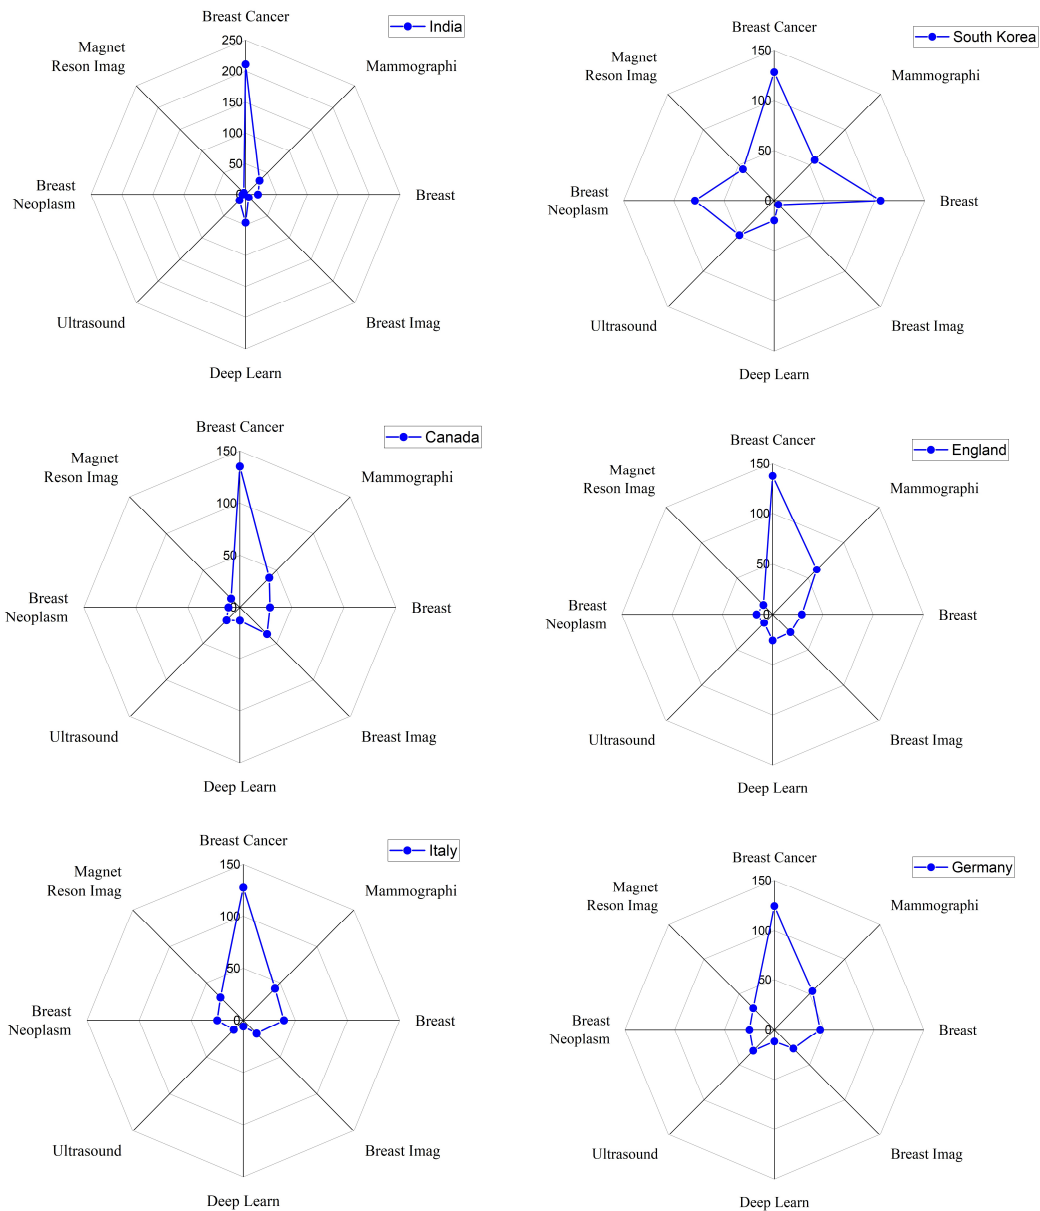 Breast Cancer
India
250
Magnet
Reson Imag
Mammographi
200
150
100
50
0
Breast
Neoplasm
Breast
Ultrasound
Breast Imag
Deep Learn
Breast Cancer
South Korea
150
Magnet
Reson Imag
Mammographi
100
50
0
Breast
Neoplasm
Breast
Ultrasound
Breast Imag
Deep Learn
Breast Cancer
Canada
150
Magnet
Reson Imag
Mammographi
100
50
0
Breast
Neoplasm
Breast
Ultrasound
Breast Imag
Deep Learn
Breast Cancer
England
150
Magnet
Reson Imag
Mammographi
100
50
0
Breast
Neoplasm
Breast
Ultrasound
Breast Imag
Deep Learn
Breast Cancer
Italy
150
Magnet
Reson Imag
Mammographi
100
50
0
Breast
Neoplasm
Breast
Ultrasound
Breast Imag
Deep Learn
Breast Cancer
Germany
150
Magnet
Reson Imag
Mammographi
100
50
0
Breast
Neoplasm
Breast
Ultrasound
Breast Imag
Deep Learn